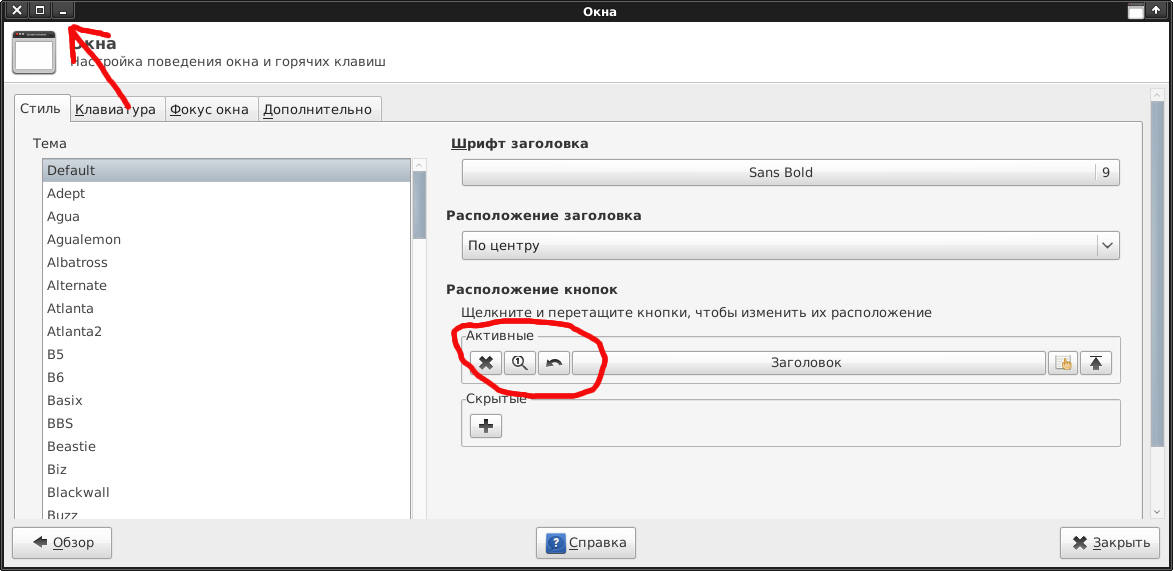 Окна
Окна
Настройка поведения окна и горячих клавиш
Стиль
Клавиатура
Фокус окна
Дополнительно
Тема
Default
Adept
Agua
Agualemon
Albatross
Alternate
Atlanta
Atlanta2
B5
B6
Basix
BBS
Beastie
Biz
Blackwall
Buzz
Шрифт заголовка
Sans Bold 9
Расположение заголовка
По центру
Расположение кнопок
Щелкните и перетащите кнопки, чтобы изменить их расположение
Активные
Заголовок
Скрытые
Обзор
Справка
Закрыть